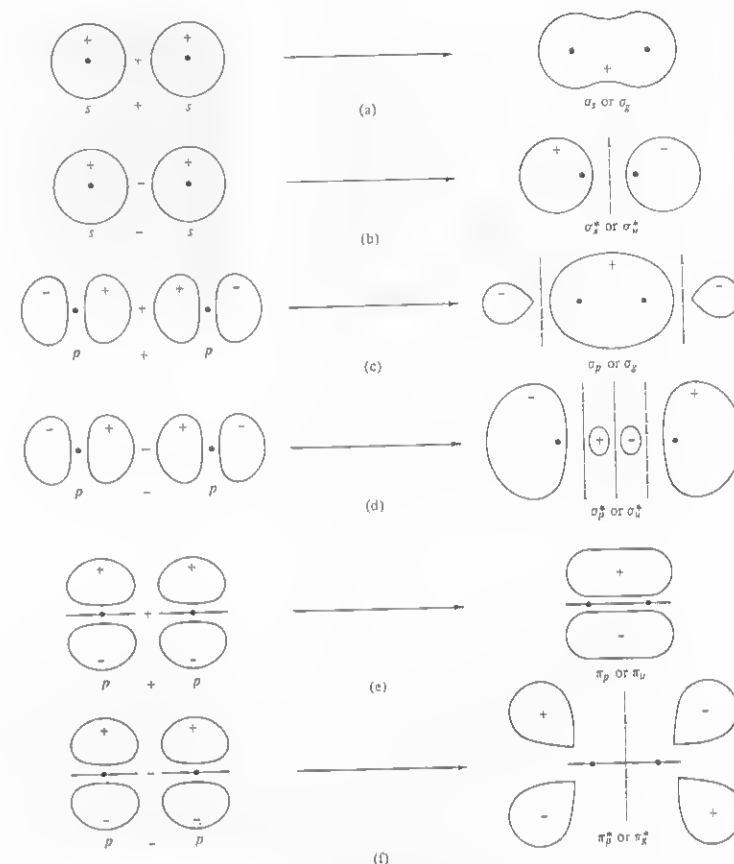 + + +
s + s
(a)
+
σs or σg
+ - +
s - s
(b)
+ -
σs* or σu*
- + + + -
p + p
(c)
- + -
σp or σg
- + - + -
p - p
(d)
- + - +
σp* or σu*
+ + +
- -
p + p
(e)
+
-
πp or πu
+ - +
- -
p - p
(f)
+ -
- +
πp* or πg*